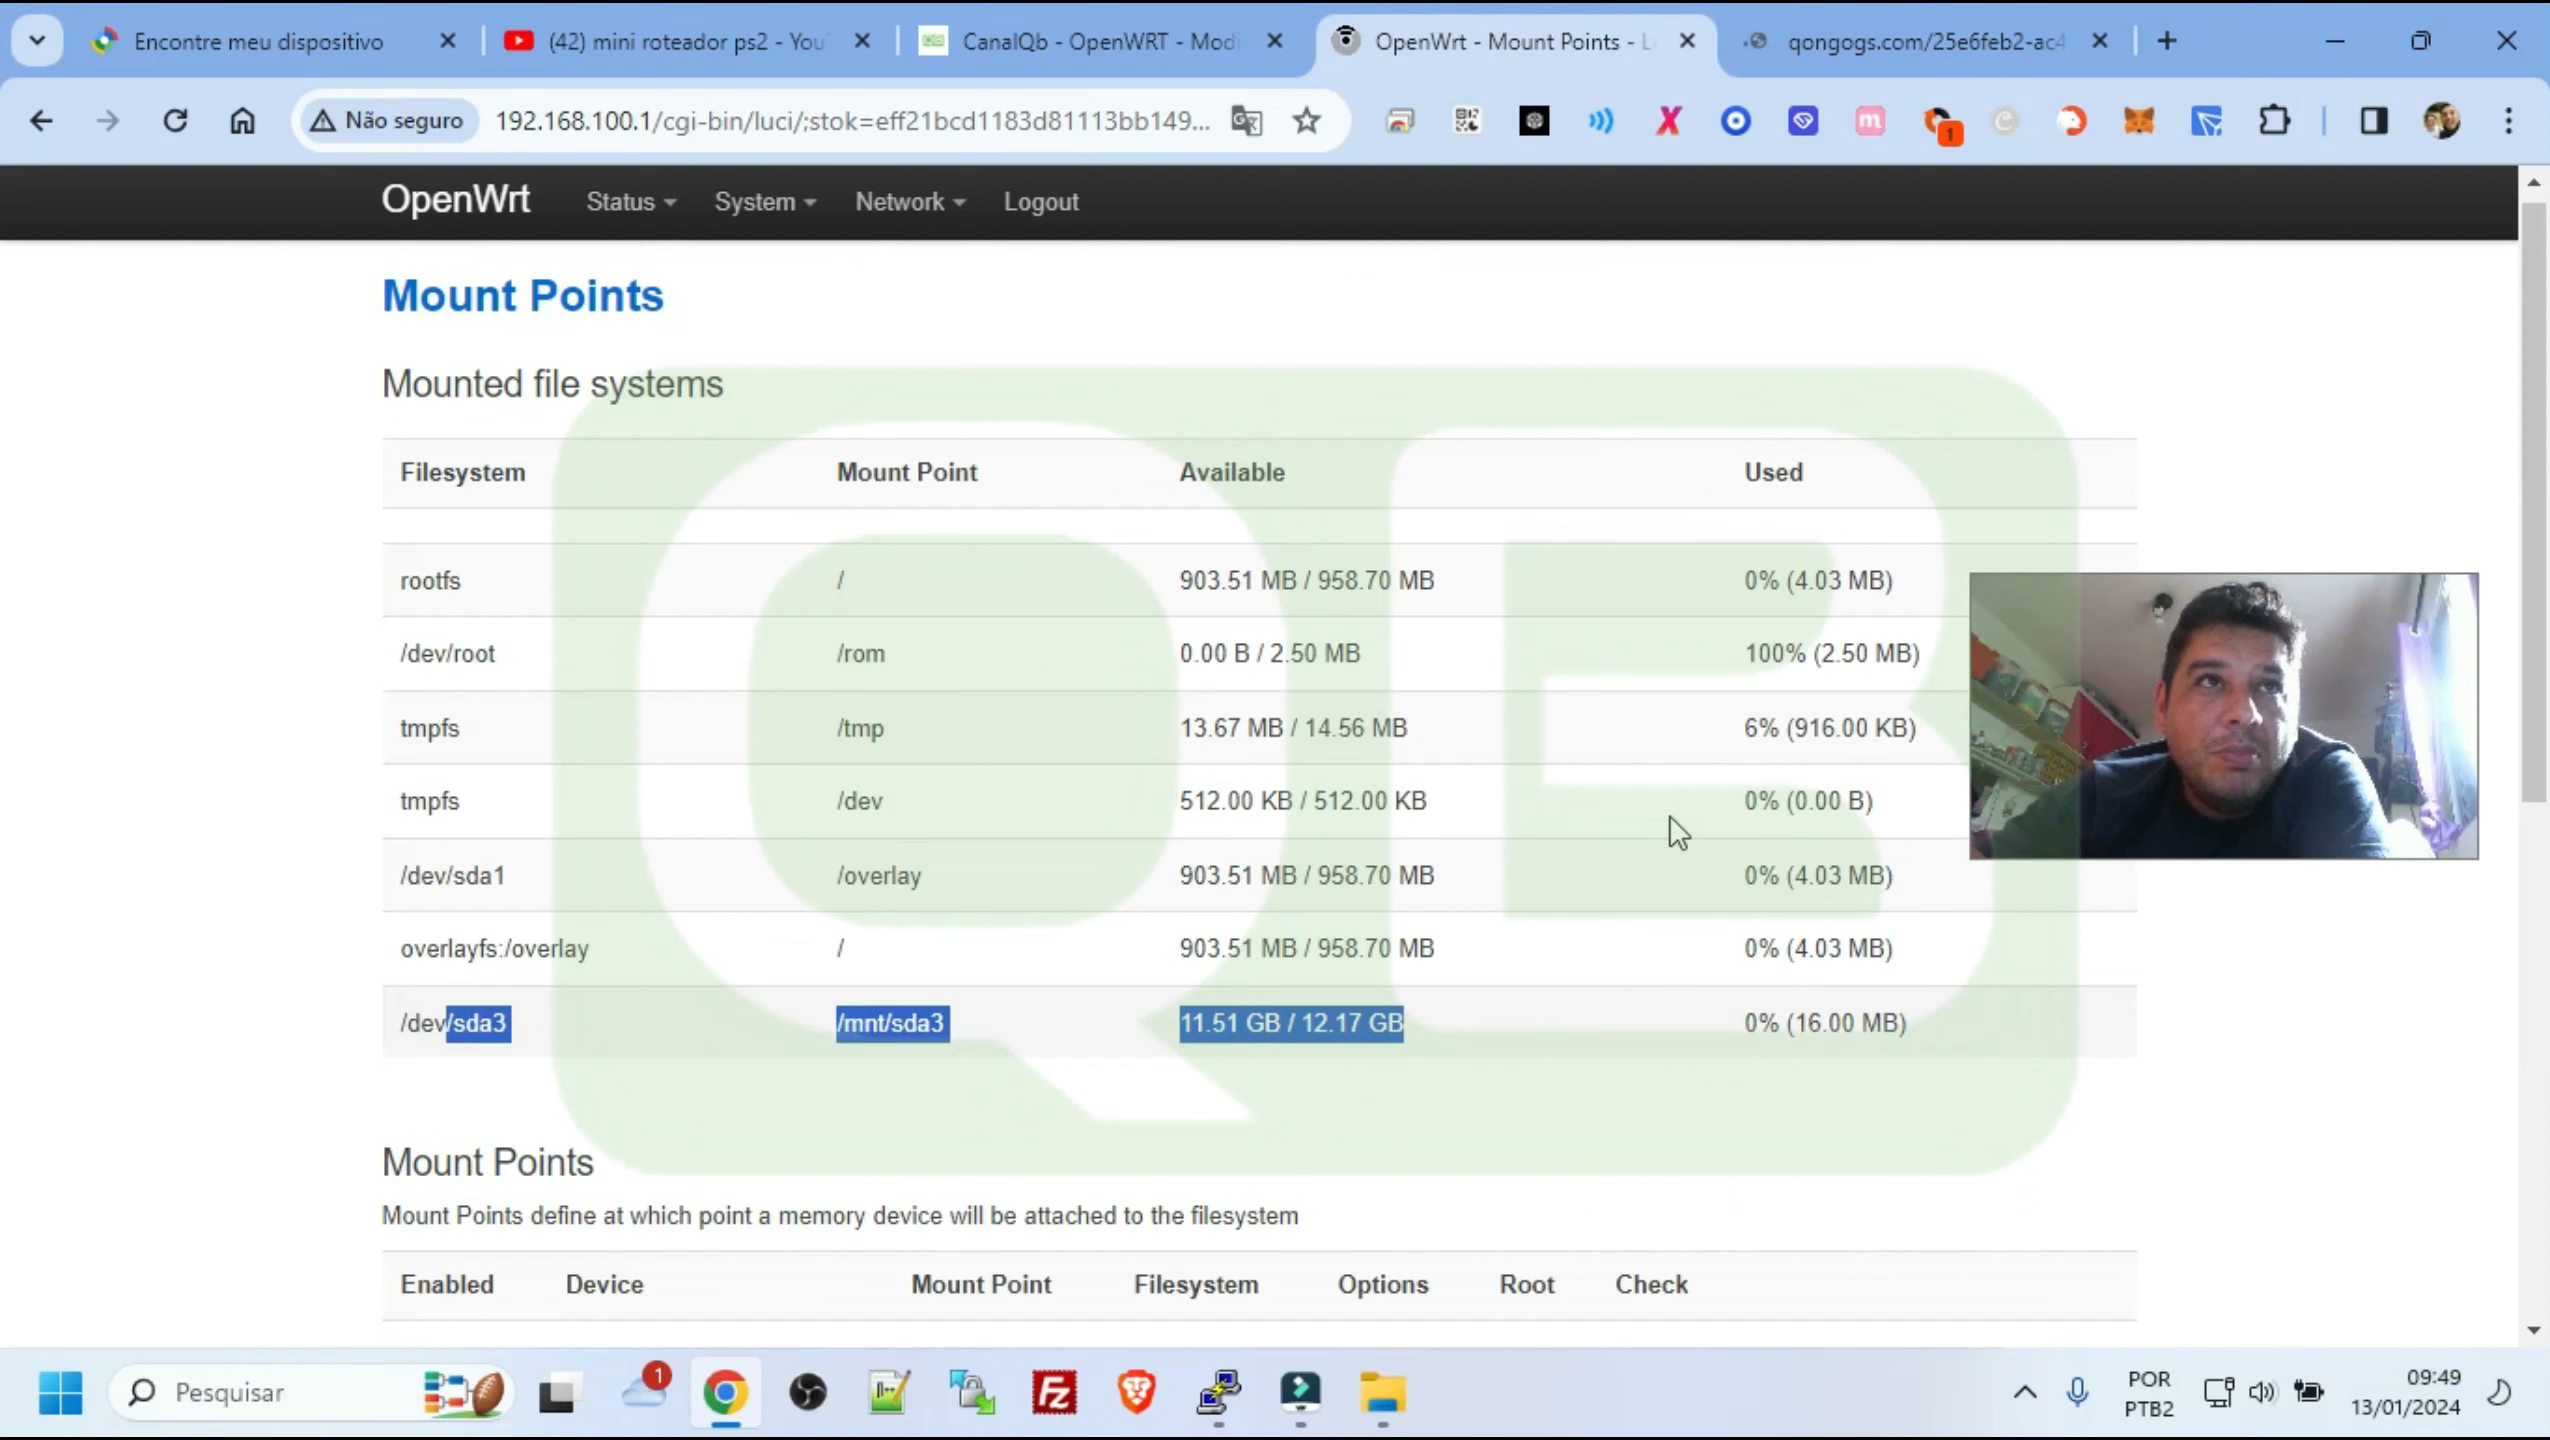 Encontre meu dispositivo
(42) mini roteador ps2 - You
CanalQb - OpenWRT - Modi
OpenWrt - Mount Points - L
qongogs.com/25e6feb2-ac4
Não seguro
192.168.100.1/cgi-bin/luci/;stok=eff21bcd1183d81113bb149...
OpenWrt Status System Network Logout
Mount Points
Mounted file systems
Filesystem Mount Point Available Used
rootfs / 903.51 MB / 958.70 MB 0% (4.03 MB)
/dev/root /rom 0.00 B / 2.50 MB 100% (2.50 MB)
tmpfs /tmp 13.67 MB / 14.56 MB 6% (916.00 KB)
tmpfs /dev 512.00 KB / 512.00 KB 0% (0.00 B)
/dev/sda1 /overlay 903.51 MB / 958.70 MB 0% (4.03 MB)
overlayfs:/overlay / 903.51 MB / 958.70 MB 0% (4.03 MB)
/dev/sda3 /mnt/sda3 11.51 GB / 12.17 GB 0% (16.00 MB)
QB
Mount Points
Mount Points define at which point a memory device will be attached to the filesystem
Enabled Device Mount Point Filesystem Options Root Check
Pesquisar
1
Fz
POR
PTB2
09:49
13/01/2024